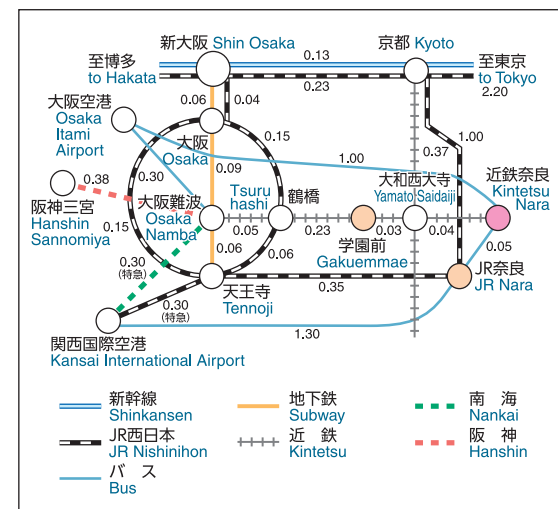 新大阪 Shin Osaka
0.13
京都 Kyoto
至博多
to Hakata
至東京
to Tokyo
0.23
2.20
0.06
0.04
大阪空港
Osaka
Itami
Airport
大阪
Osaka
0.15
1.00
0.37
0.30
0.09
1.00
0.38
阪神三宮
Hanshin
Sannomiya
大阪難波
Osaka
Namba
Tsuru
hashi
鶴橋
大和西大寺
Yamato Saidaiji
近鉄奈良
Kintetsu
Nara
0.15
0.05
0.23
0.03
0.04
学園前
Gakuemmae
0.06
0.06
0.05
0.30
(特急)
天王寺
Tennoji
0.35
JR奈良
JR Nara
0.30
(特急)
1.30
関西国際空港
Kansai International Airport
新幹線
Shinkansen
地下鉄
Subway
南 海
Nankai
JR西日本
JR Nishinihon
近 鉄
Kintetsu
阪 神
Hanshin
バ ス
Bus